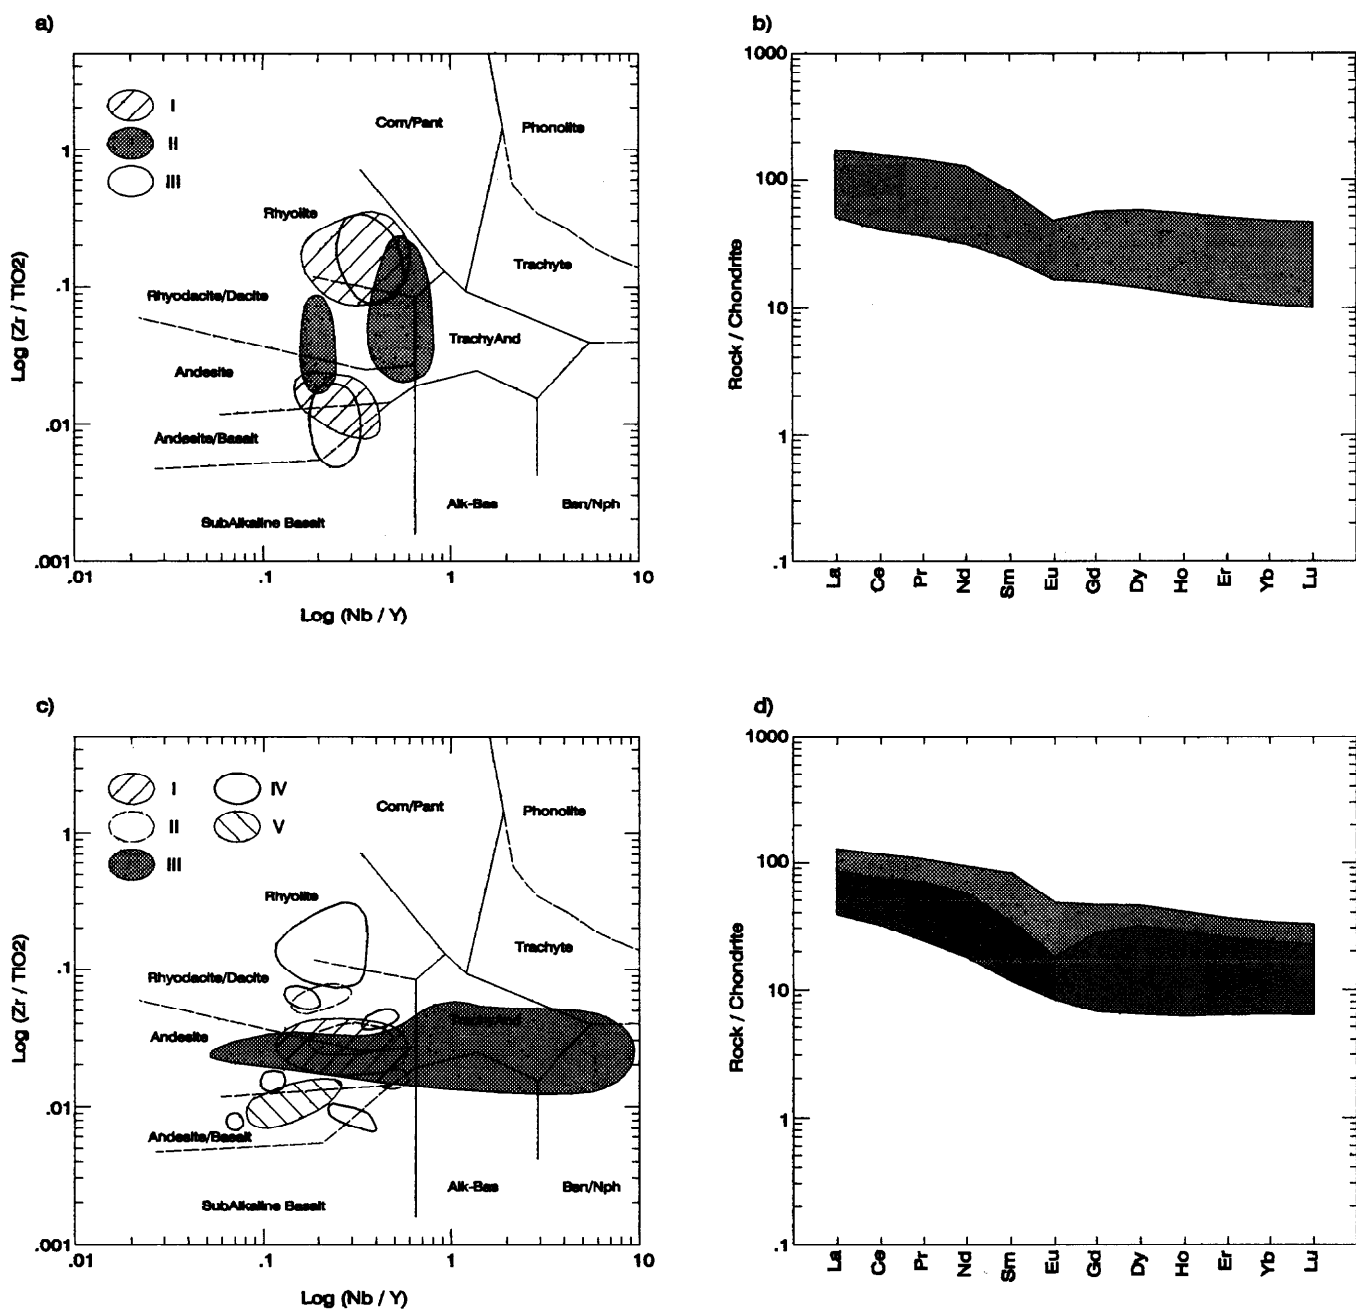 a)
I
II
III
Com/Pant
Phonolite
Rhyolite
Trachyte
Rhyodacite/Dacite
TrachyAnd
Andesite
Andesite/Basalt
Alk-Bas
Bsn/Nph
SubAlkaline Basalt
1
.1
.01
.001
.01
.1
1
10
Log (Zr / TiO2)
Log (Nb / Y)
b)
1000
100
10
1
.1
Rock / Chondrite
La
Ce
Pr
Nd
Sm
Eu
Gd
Dy
Ho
Er
Yb
Lu
c)
I
IV
II
V
III
Com/Pant
Phonolite
Rhyolite
Trachyte
Rhyodacite/Dacite
TrachyAnd
Andesite
Andesite/Basalt
Alk-Bas
Bsn/Nph
SubAlkaline Basalt
1
.1
.01
.001
.01
.1
1
10
Log (Zr / TiO2)
Log (Nb / Y)
d)
1000
100
10
1
.1
Rock / Chondrite
La
Ce
Pr
Nd
Sm
Eu
Gd
Dy
Ho
Er
Yb
Lu